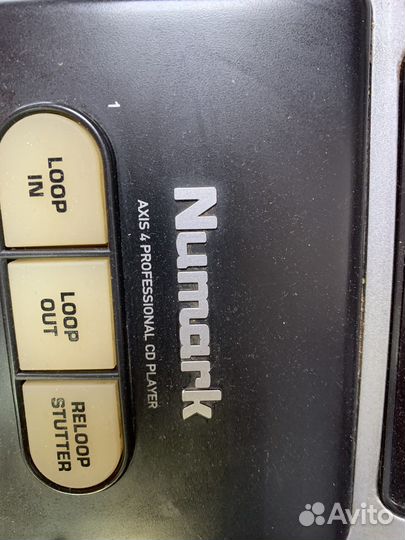 Numark
AXIS 4 PROFESSIONAL CD PLAYER
1
LOOP
IN
LOOP
OUT
RELOOP
STUTTER
Avito